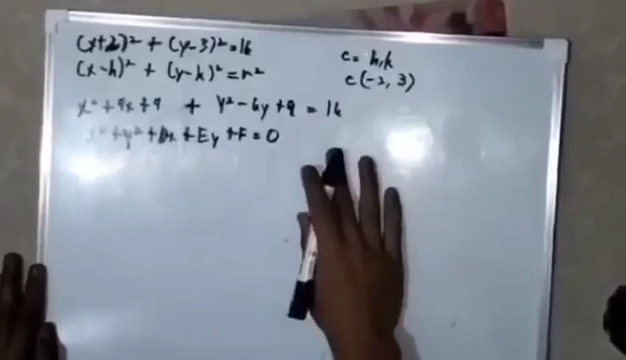 (x+2)² + (y-3)² = 16
(x-h)² + (y-k)² = r²
c = h,k
c(-2, 3)
x² + 4x + 4 + y² - 6y + 9 = 16
x² + y² + Dx + Ey + F = 0